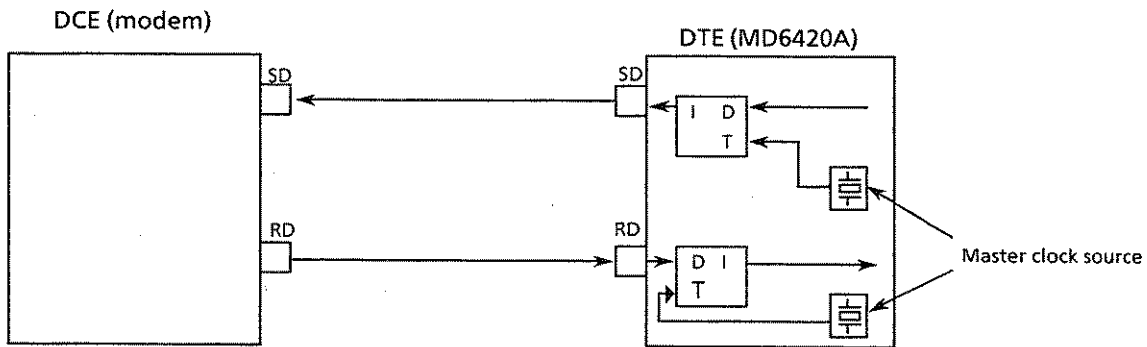 DCE (modem)
DTE (MD6420A)
SD
SD
I D
T
RD
RD
D I
T
Master clock source